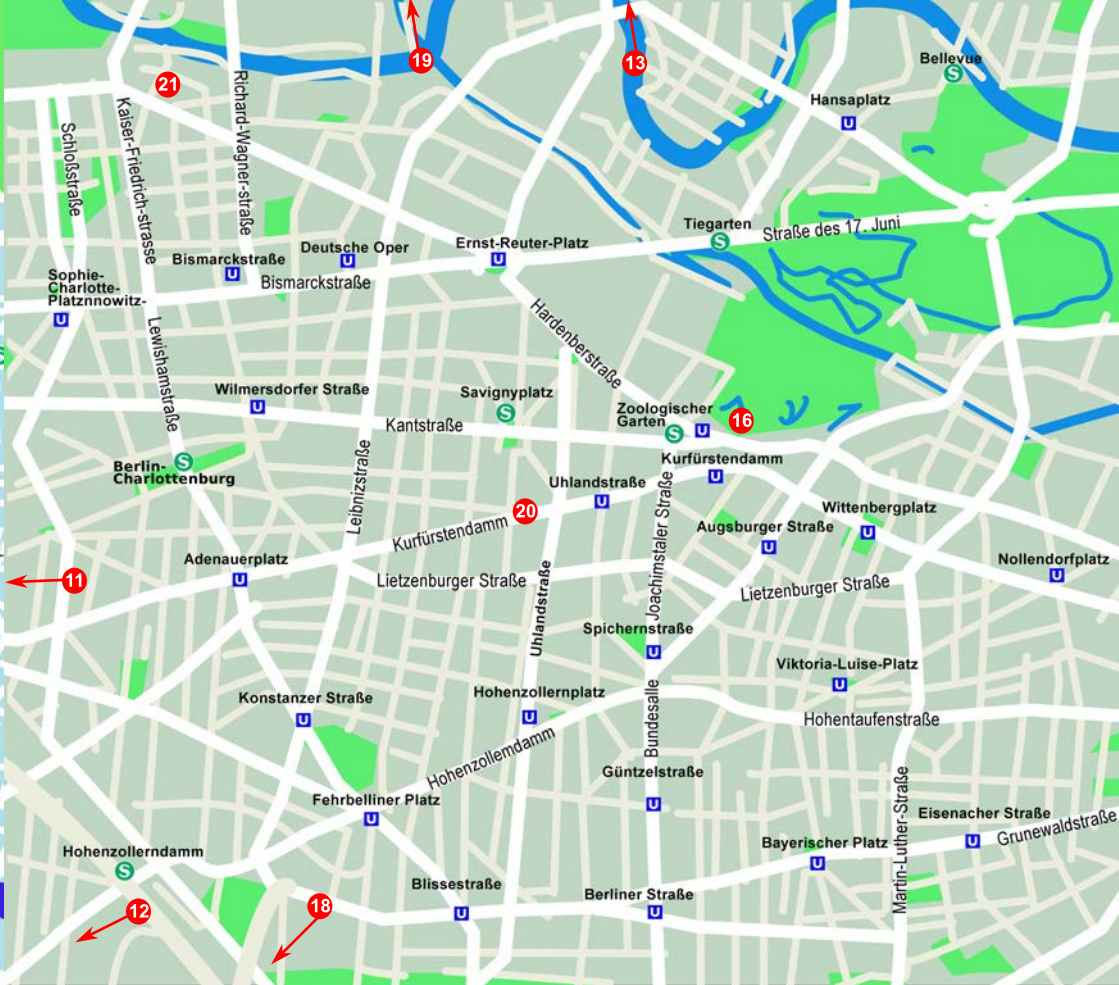 19
13
Bellevue
S
21
Richard-Wagner-straße
Kaiser-Friedrich-strasse
Schloßstraße
Hansaplatz
U
Tiegarten
S
Straße des 17. Juni
Deutsche Oper
U
Ernst-Reuter-Platz
U
Bismarckstraße
U
Bismarckstraße
Sophie-
Charlotte-
Platznnowitz-
U
Hardenberstraße
Lewishamstraße
Wilmersdorfer Straße
U
Savignyplatz
S
Kantstraße
Zoologischer
Garten
S
U
16
Kurfürstendamm
U
Berlin-
Charlottenburg
S
Leibnizstraße
Uhlandstraße
U
20
Kurfürstendamm
Joachimstaler Straße
Augsburger Straße
U
Wittenbergplatz
U
Nollendorfplatz
U
11
Adenauerplatz
U
Lietzenburger Straße
Lietzenburger Straße
Uhlandstraße
Spichernstraße
U
Viktoria-Luise-Platz
U
Konstanzer Straße
U
Hohenzollernplatz
U
Hohentaufenstraße
Bundesalle
Hohenzollemdamm
Güntzelstraße
U
Fehrbelliner Platz
U
Martin-Luther-Straße
Eisenacher Straße
U
Grunewaldstraße
Bayerischer Platz
U
Hohenzollerndamm
S
Blissestraße
U
Berliner Straße
U
12
18